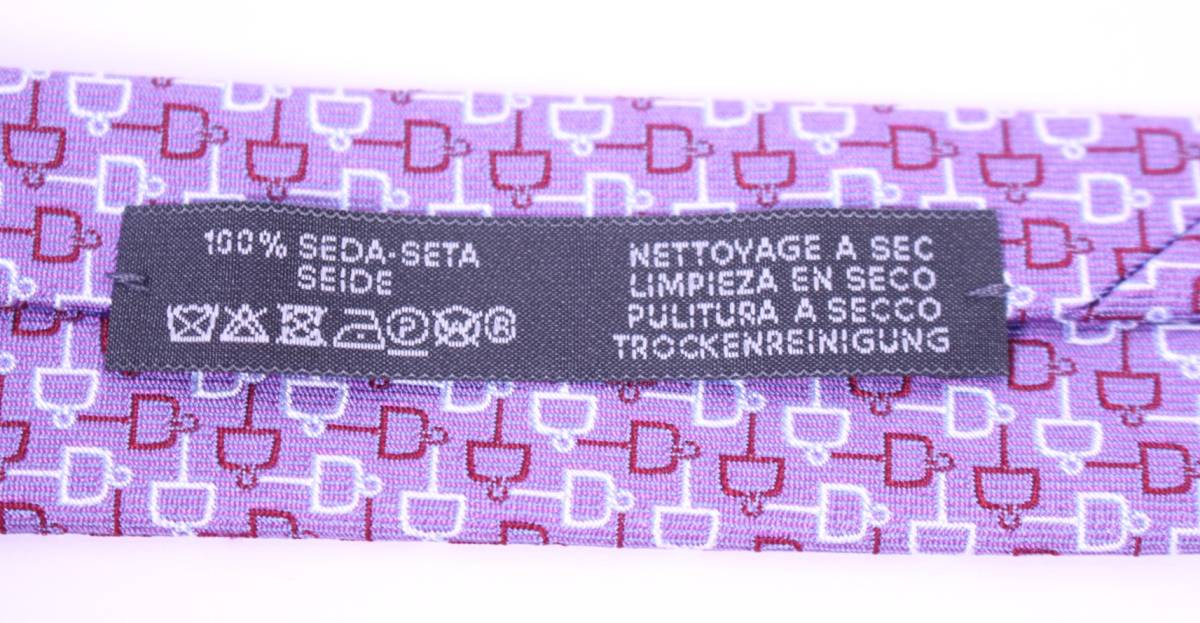 100% SEDA-SETA
SEIDE
P W R
NETTOYAGE A SEC
LIMPIEZA EN SECO
PULITURA A SECCO
TROCKENREINIGUNG